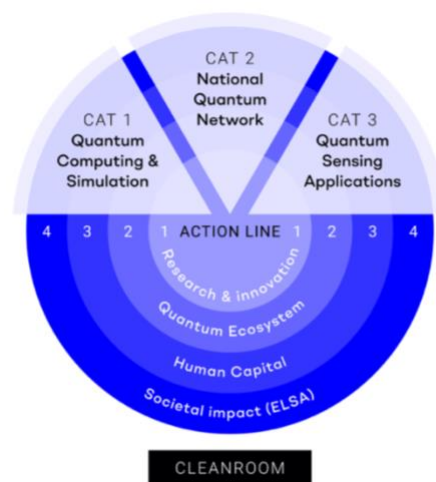 CAT 2
National
Quantum
Network
CAT 1
Quantum
Computing &
Simulation
CAT 3
Quantum
Sensing
Applications
4 3 2 1 ACTION LINE 1 2 3 4
Research & innovation
Quantum Ecosystem
Human Capital
Societal impact (ELSA)
CLEANROOM